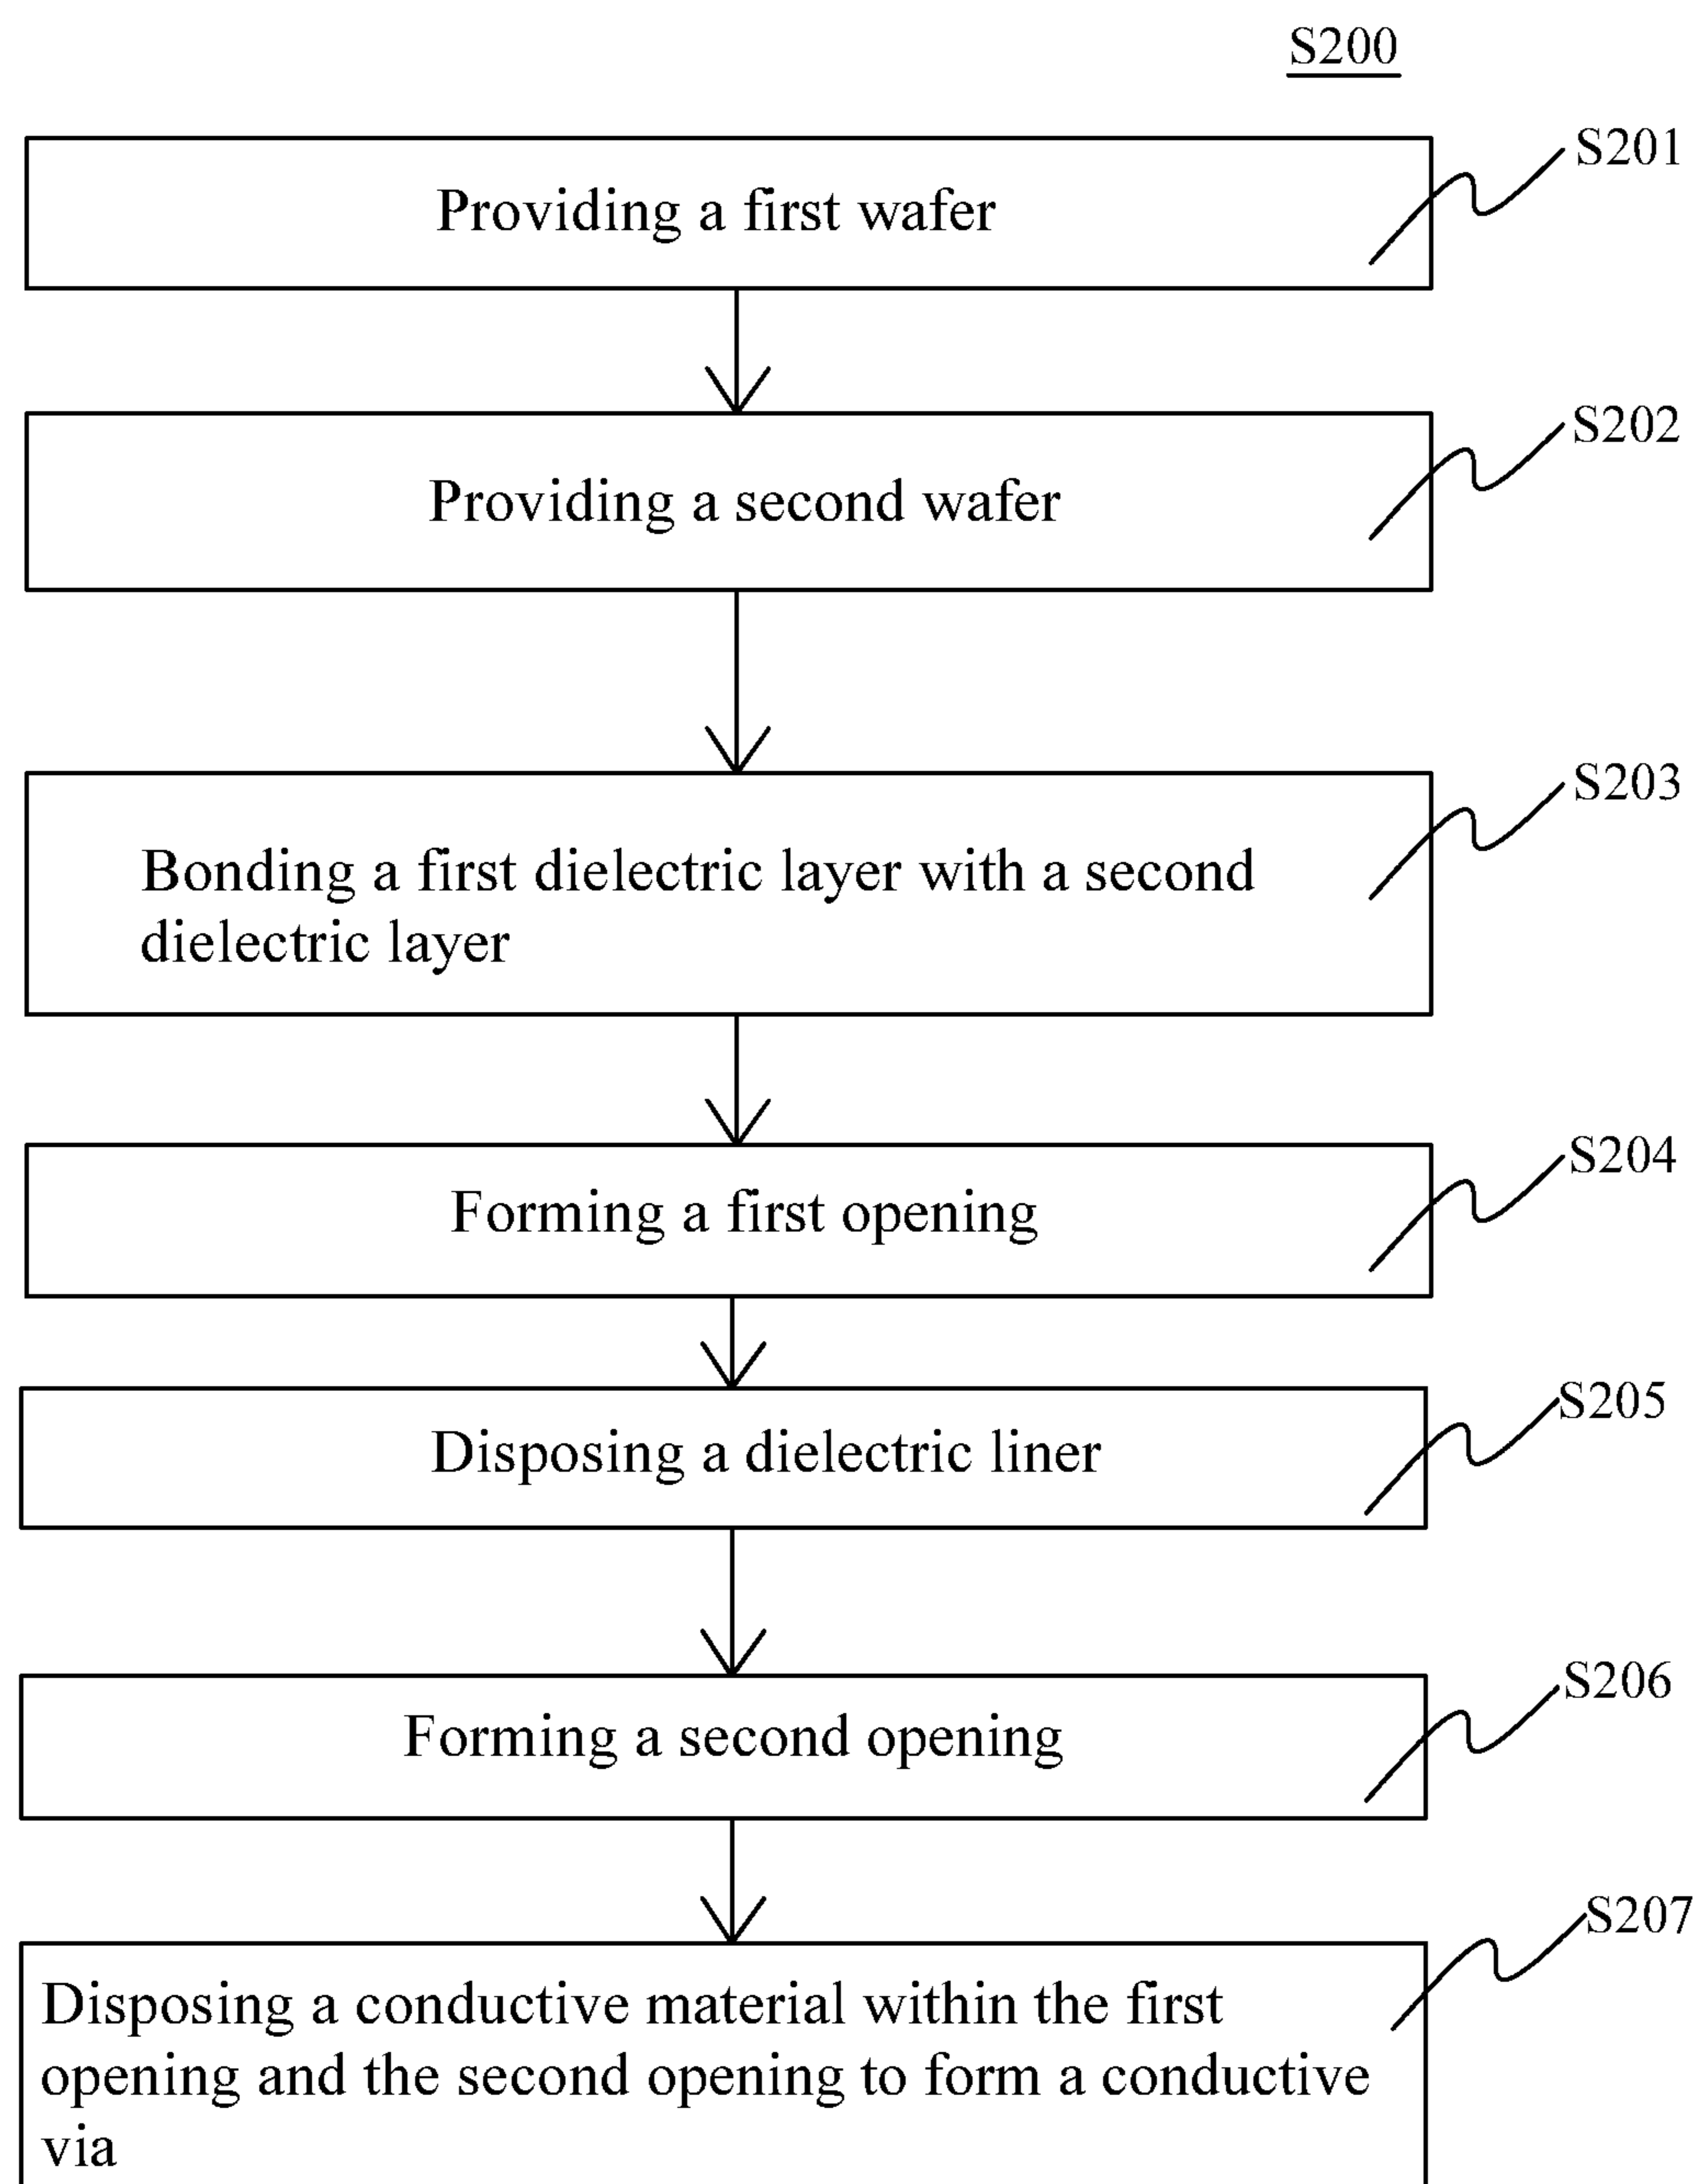 S200
S201
Providing a first wafer
S202
Providing a second wafer
S203
Bonding a first dielectric layer with a second
dielectric layer
S204
Forming a first opening
S205
Disposing a dielectric liner
S206
Forming a second opening
S207
Disposing a conductive material within the first
opening and the second opening to form a conductive
via